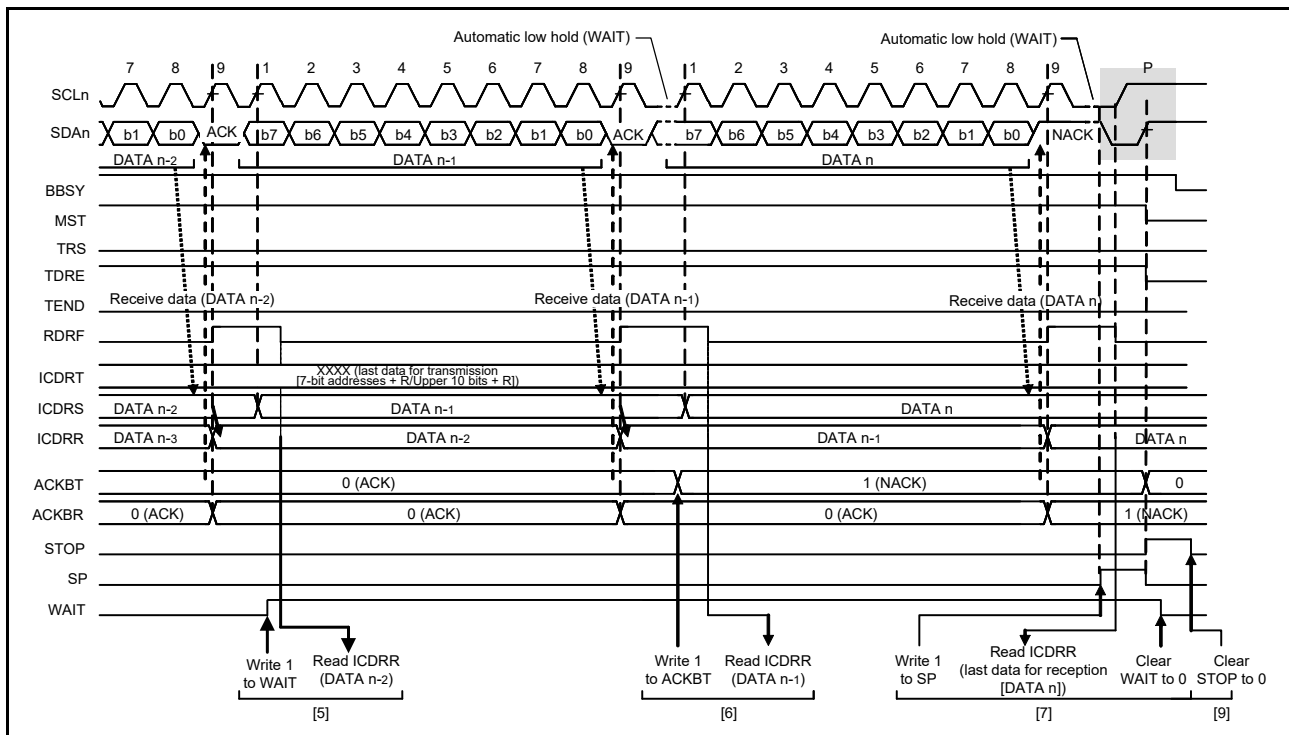 Automatic low hold (WAIT)
Automatic low hold (WAIT)
7 8 9 1 2 3 4 5 6 7 8 9 1 2 3 4 5 6 7 8 9 P
SCLn
SDAn b1 b0 ACK b7 b6 b5 b4 b3 b2 b1 b0 ACK b7 b6 b5 b4 b3 b2 b1 b0 NACK
DATA n-2 DATA n-1 DATA n
BBSY
MST
TRS
TDRE
TEND
Receive data (DATA n-2) Receive data (DATA n-1) Receive data (DATA n)
RDRF
ICDRT XXXX (last data for transmission
[7-bit addresses + R/Upper 10 bits + R])
ICDRS DATA n-2 DATA n-1 DATA n
ICDRR DATA n-3 DATA n-2 DATA n-1 DATA n
ACKBT 0 (ACK) 1 (NACK) 0
ACKBR 0 (ACK) 0 (ACK) 0 (ACK) 1 (NACK)
STOP
SP
WAIT
Write 1
to WAIT
Read ICDRR
(DATA n-2)
[5]
Write 1
to ACKBT
Read ICDRR
(DATA n-1)
[6]
Write 1
to SP
Read ICDRR
(last data for reception
[DATA n])
Clear
WAIT to 0
[7]
Clear
STOP to 0
[9]